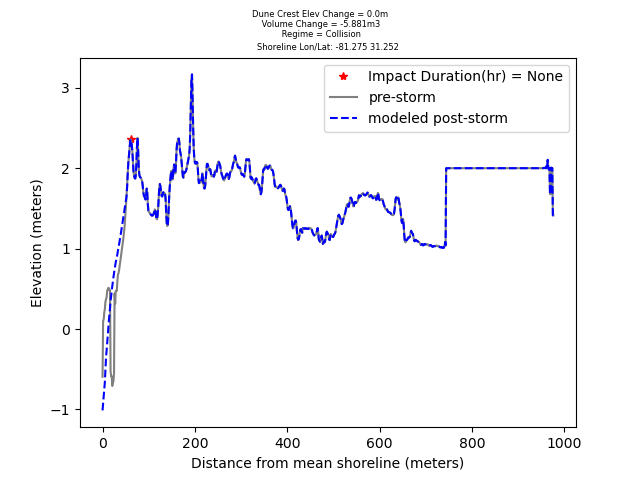 Dune Crest Elev Change = 0.0m
Volume Change = -5.881m3
Regime = Collision
Shoreline Lon/Lat: -81.275 31.252
Impact Duration(hr) = None
pre-storm
modeled post-storm
Elevation (meters)
3
2
1
0
−1
0 200 400 600 800 1000
Distance from mean shoreline (meters)